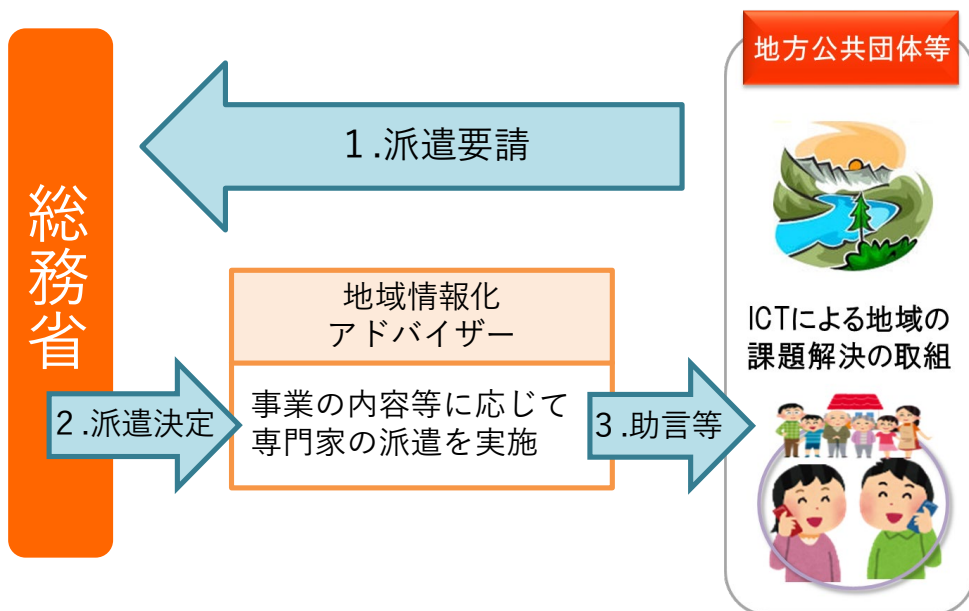 総務省
1.派遣要請
地方公共団体等
ICTによる地域の
課題解決の取組
地域情報化
アドバイザー
2.派遣決定
事業の内容等に応じて
専門家の派遣を実施
3.助言等